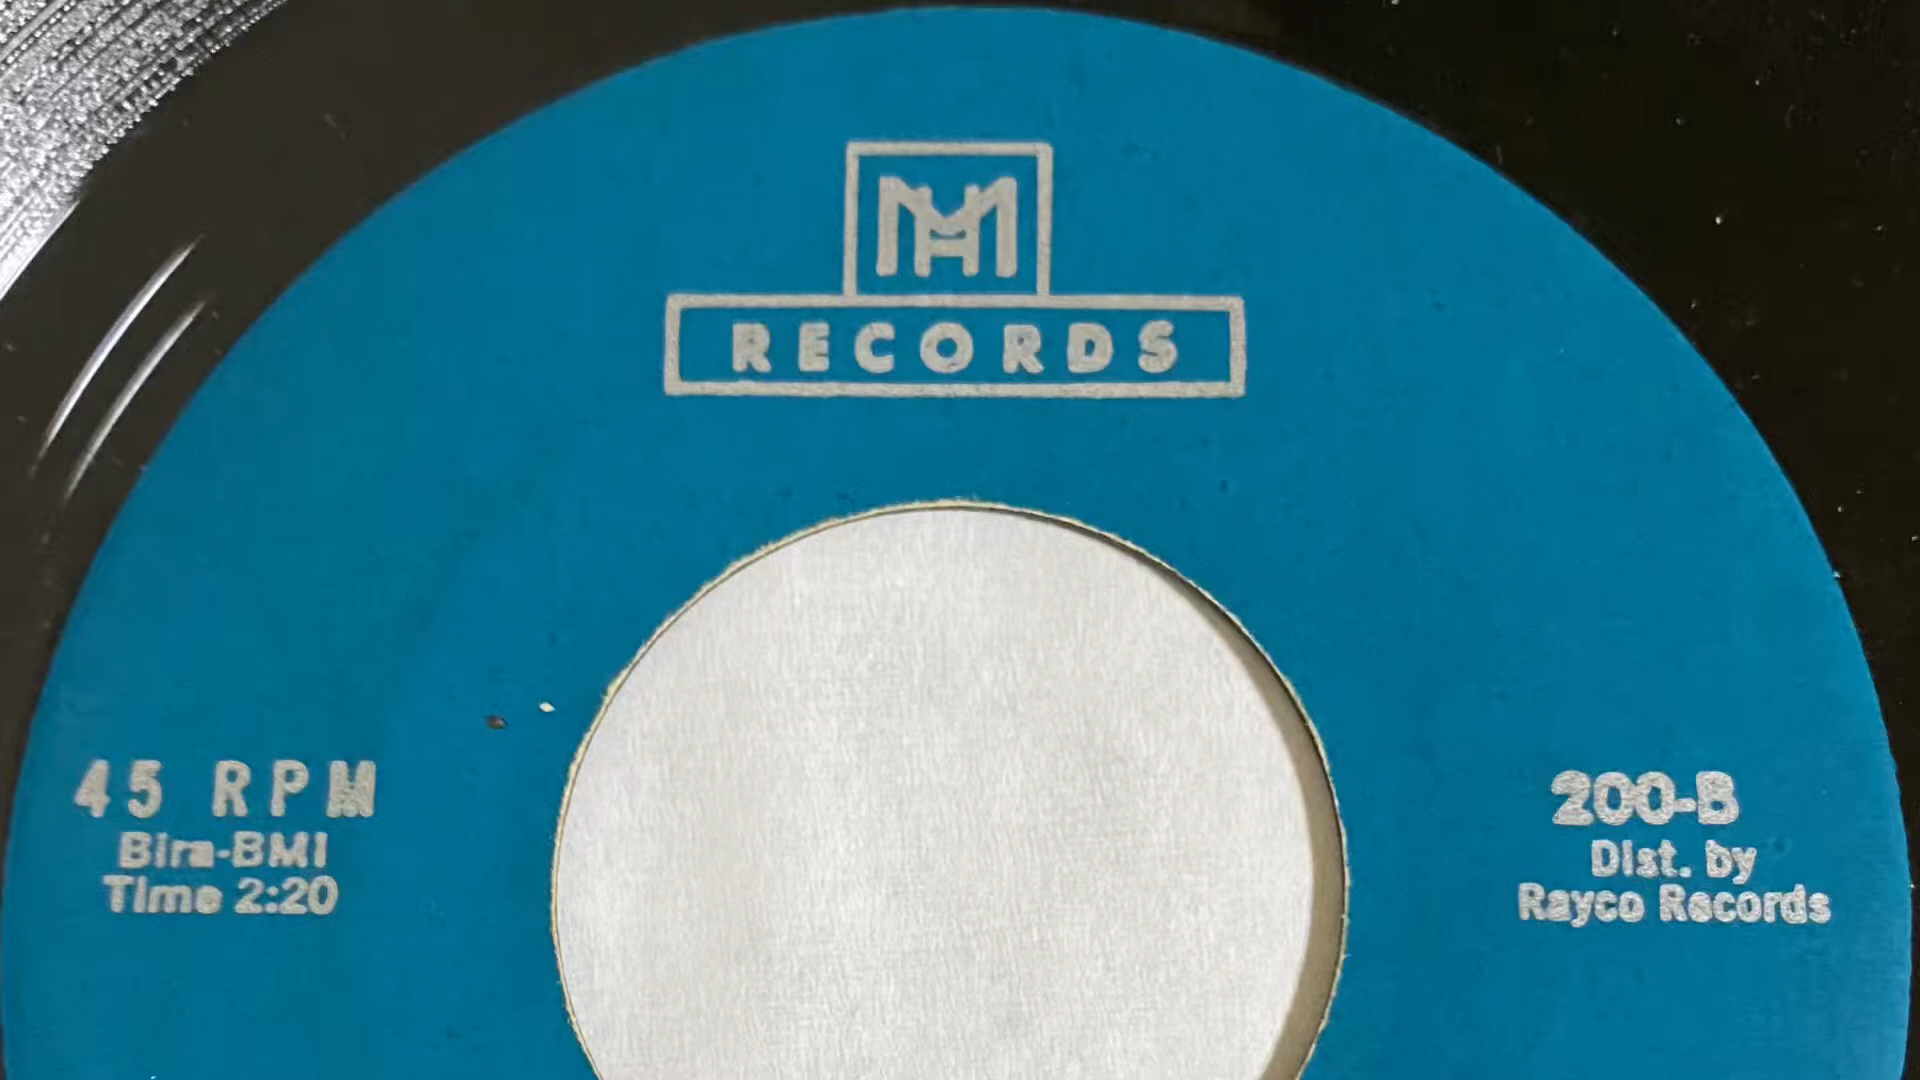 MH
RECORDS
45 RPM
Bira-BMI
Time 2:20
200-B
Dist. by
Rayco Records